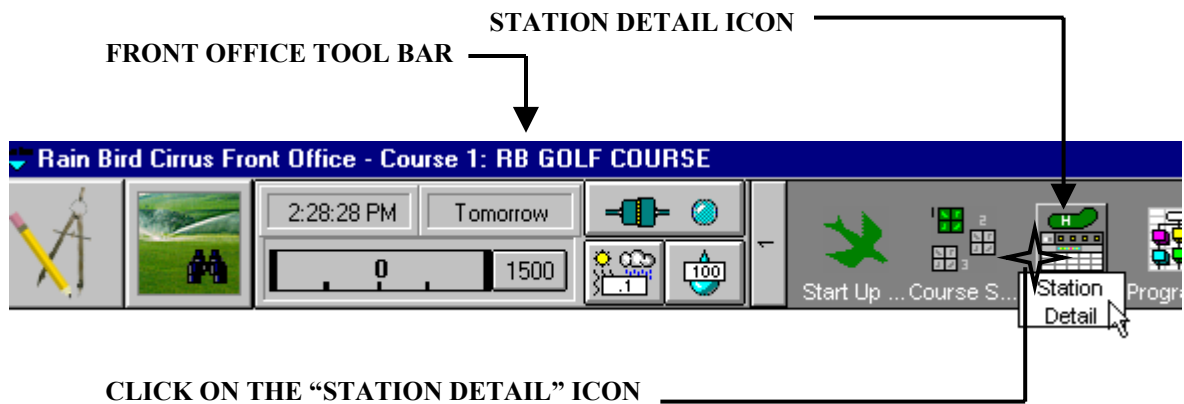 STATION DETAIL ICON
FRONT OFFICE TOOL BAR
Rain Bird Cirrus Front Office - Course 1: RB GOLF COURSE
2:28:28 PM
Tomorrow
0
1500
.1
100
1
1
2
3
H
Start Up ...
Course S...
Station
Detail
Progra
CLICK ON THE “STATION DETAIL” ICON